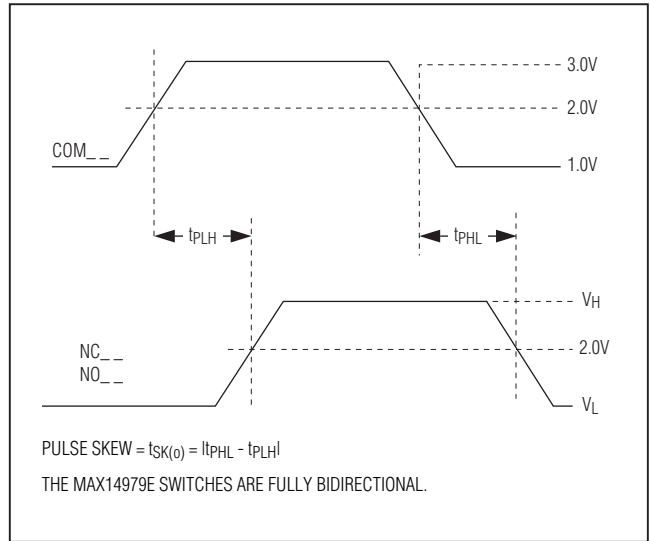 3.0V
2.0V
COM_ _
1.0V
tPLH
tPHL
VH
NC_ _
2.0V
NO_ _
VL
PULSE SKEW = tSK(o) = |tPHL - tPLH|
THE MAX14979E SWITCHES ARE FULLY BIDIRECTIONAL.